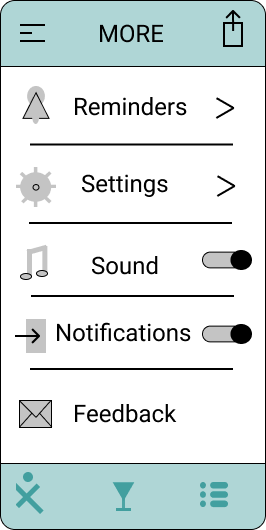 MORE
Reminders
Settings
Sound
Notifications
Feedback